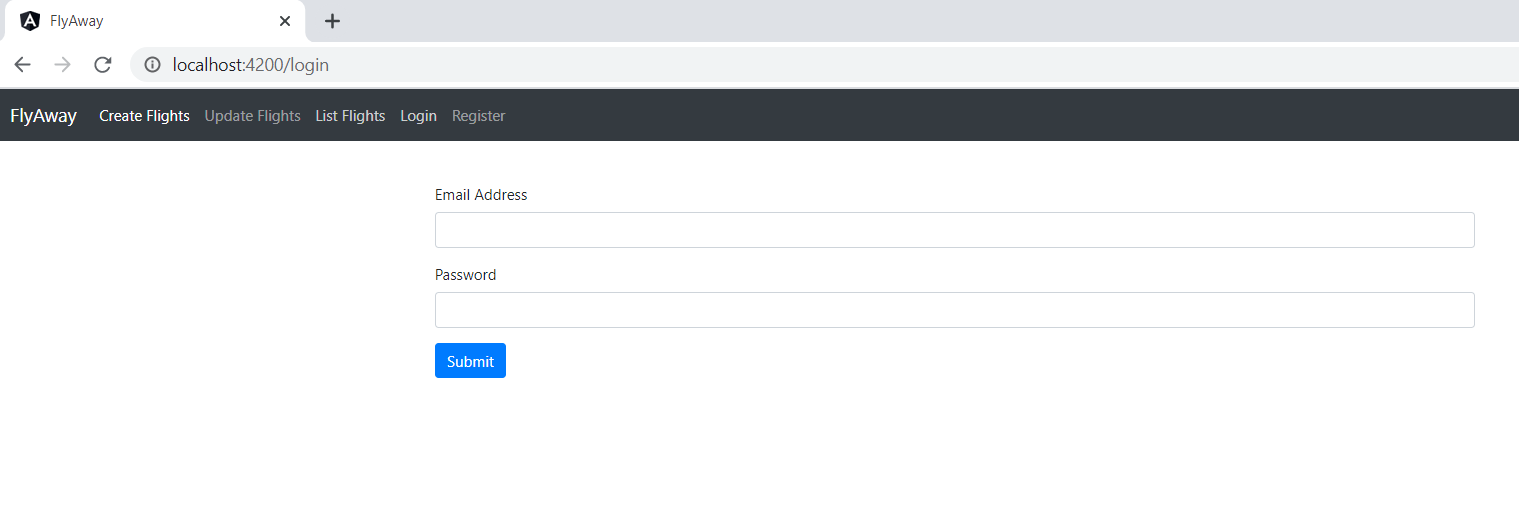 FlyAway
localhost:4200/login
FlyAway Create Flights Update Flights List Flights Login Register
Email Address
Password
Submit